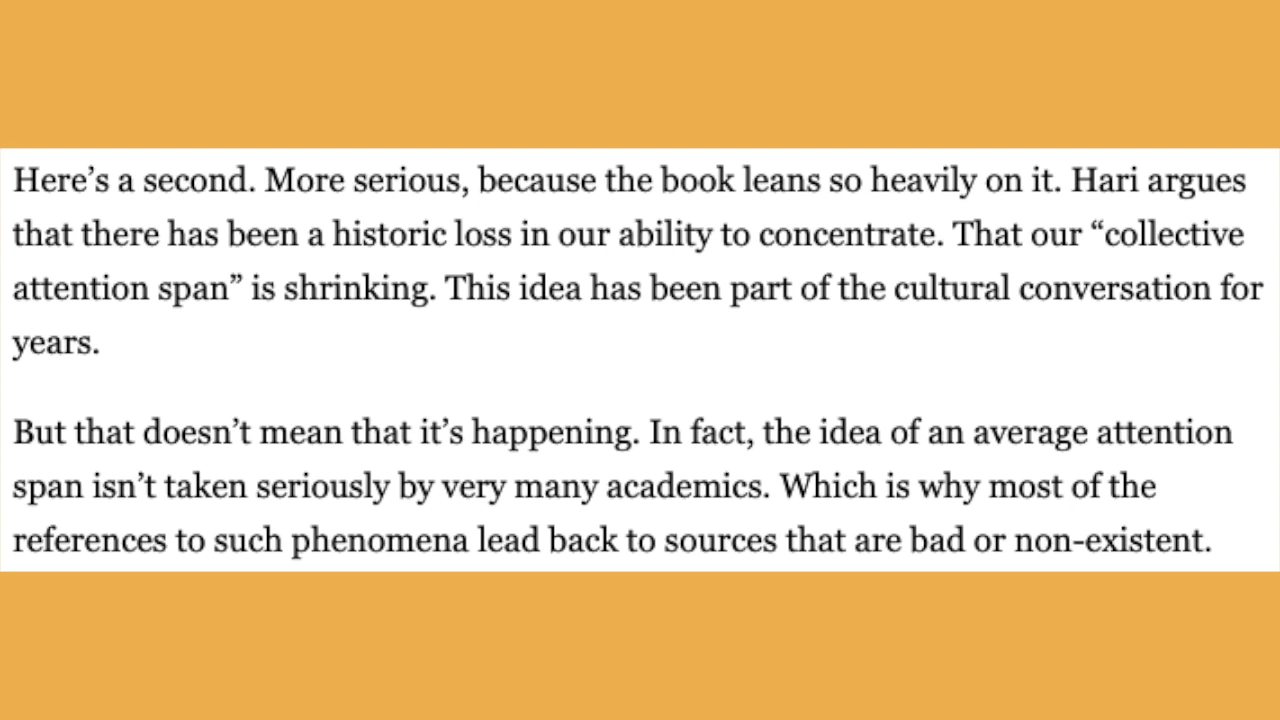 Here’s a second. More serious, because the book leans so heavily on it. Hari argues
that there has been a historic loss in our ability to concentrate. That our “collective
attention span” is shrinking. This idea has been part of the cultural conversation for
years.
But that doesn’t mean that it’s happening. In fact, the idea of an average attention
span isn’t taken seriously by very many academics. Which is why most of the
references to such phenomena lead back to sources that are bad or non-existent.